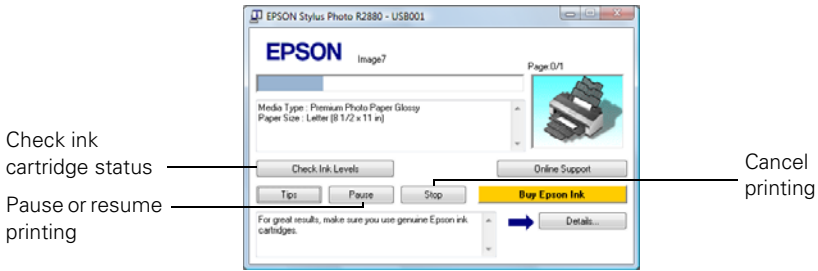 EPSON Stylus Photo R2880 - USB001
EPSON
Image7
Page:0/1
Media Type : Premium Photo Paper Glossy
Paper Size : Letter (8 1/2 x 11 in)
Check ink
cartridge status
Check Ink Levels
Online Support
Cancel
printing
Tips
Pause
Stop
Buy Epson Ink
Pause or resume
printing
For great results, make sure you use genuine Epson ink
cartridges.
Details...